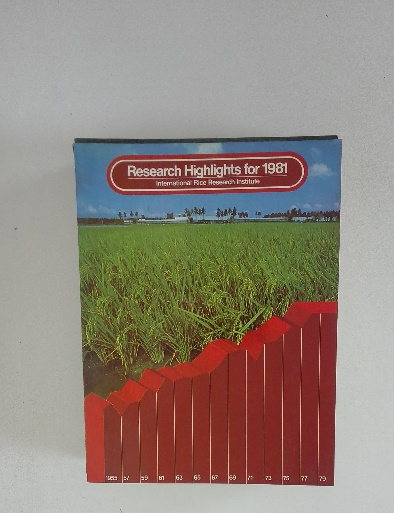 Research Highlights for 1981
International Rice Research Institute
1955 57 59 61 63 65 67 69 71 73 75 77 79